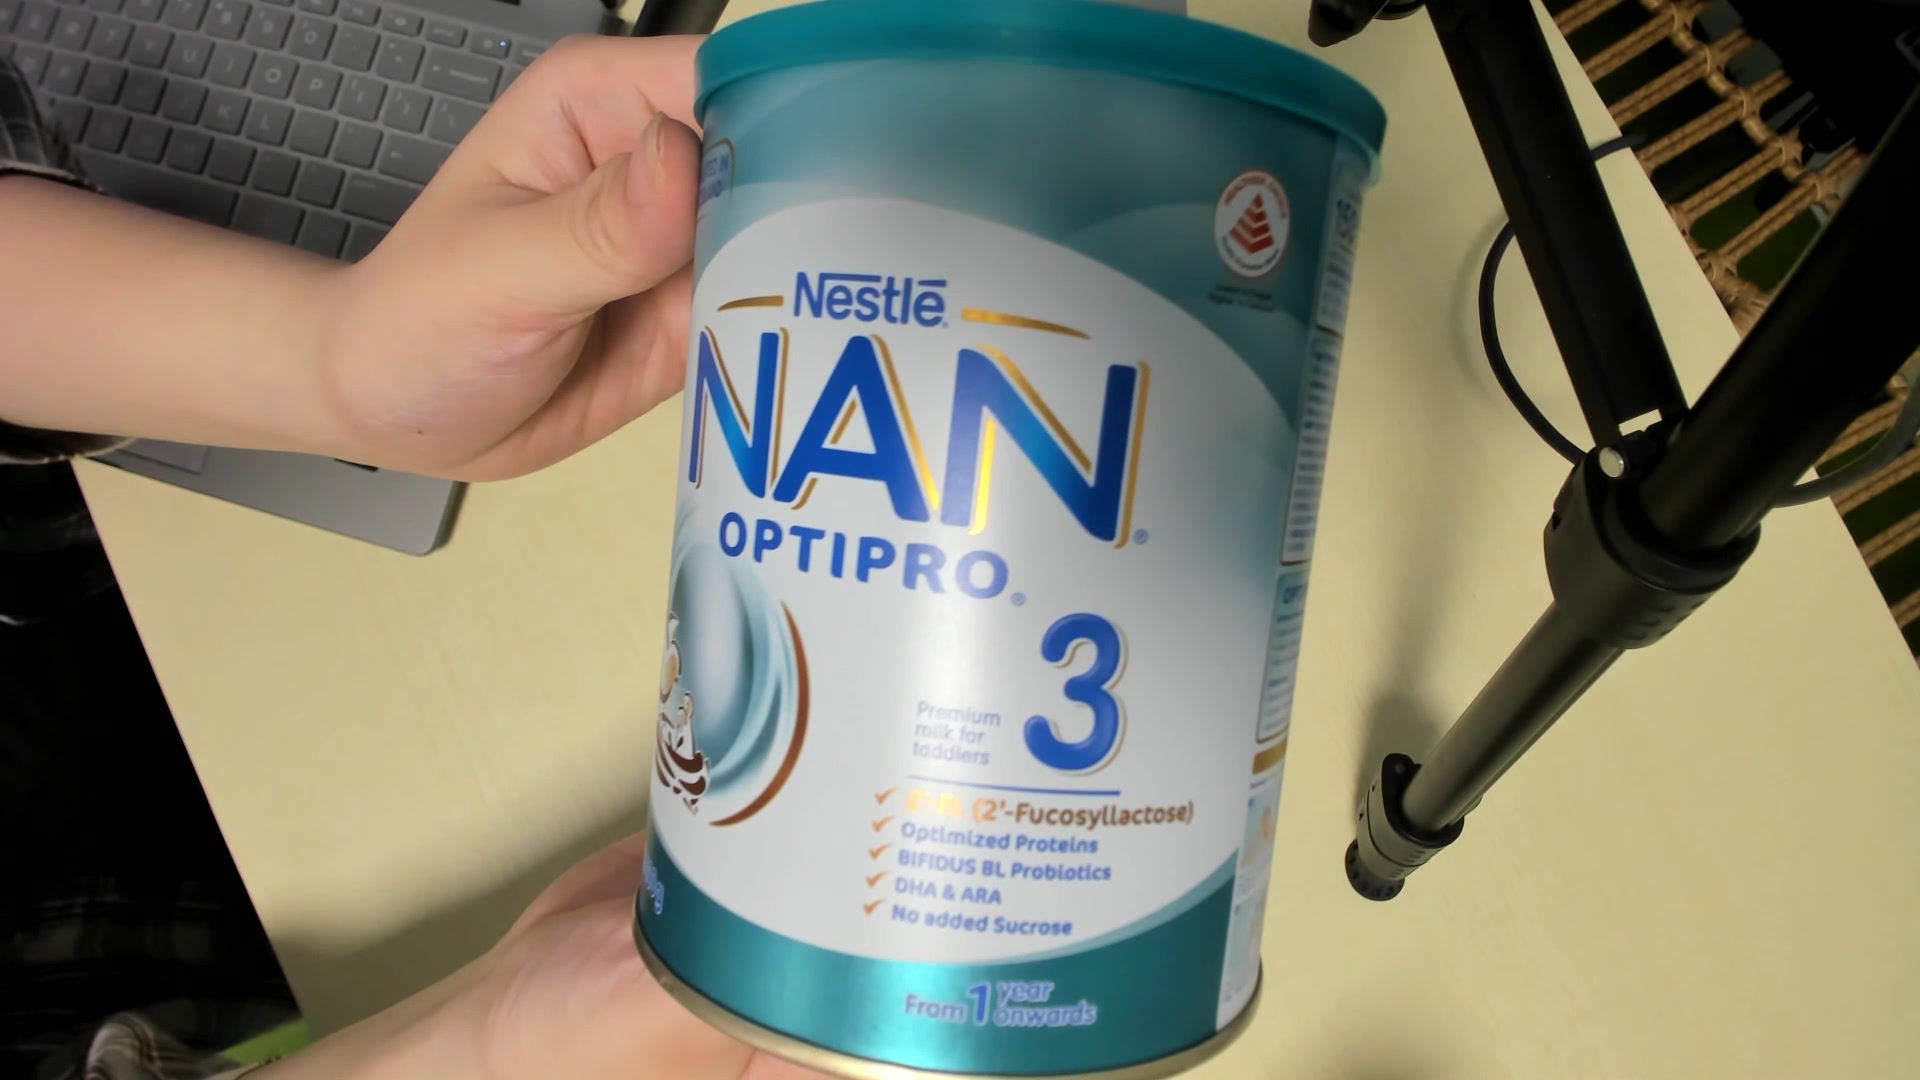 Nestlé
NAN
OPTIPRO
3
Premium
milk for
toddlers
(2'-Fucosyllactose)
Optimized Proteins
BIFIDUS BL Probiotics
DHA & ARA
No added Sucrose
From 1 year
onwards